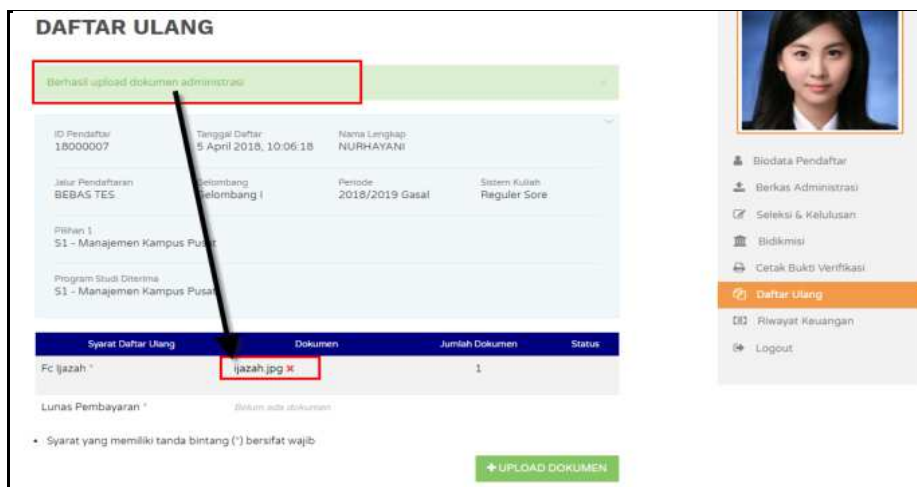 DAFTAR ULANG
Berhasil upload dokumen administrasi
ID Pendaftar Tanggal Daftar Nama Lengkap
18000007 5 April 2018, 10:06:18 NURHAYANI
Jalur Pendaftaran Gelombang Periode Sistem Kuliah
BEBAS TES Gelombang I 2018/2019 Gasal Reguler Sore
Pilihan 1
S1 - Manajemen Kampus Pusat
Program Studi Diterima
S1 - Manajemen Kampus Pusat
Syarat Daftar Ulang Dokumen Jumlah Dokumen Status
Fc Ijazah * ijazah.jpg 1
Lunas Pembayaran * Belum ada dokumen
• Syarat yang memiliki tanda bintang (*) bersifat wajib
+ UPLOAD DOKUMEN
Biodata Pendaftar
Berkas Administrasi
Seleksi & Kelulusan
Bidikmisi
Cetak Bukti Verifikasi
Daftar Ulang
Riwayat Keuangan
Logout